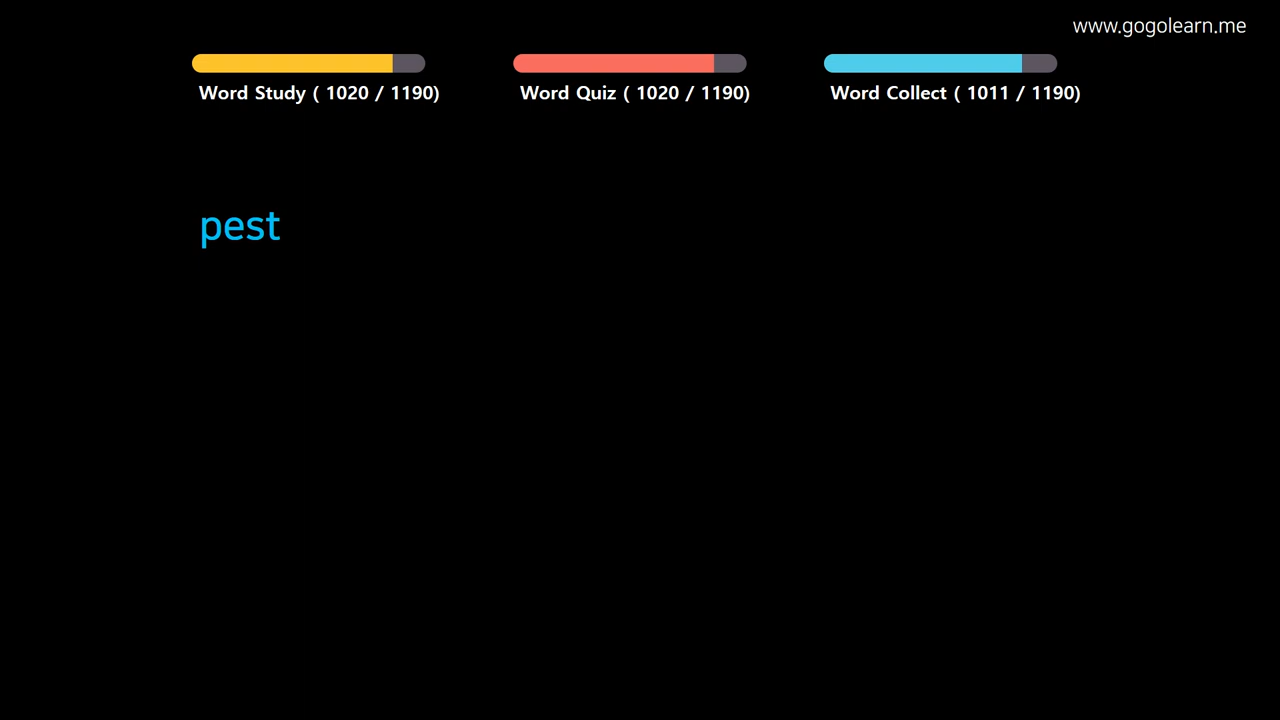 www.gogolearn.me
Word Study ( 1020 / 1190)
Word Quiz ( 1020 / 1190)
Word Collect ( 1011 / 1190)
pest